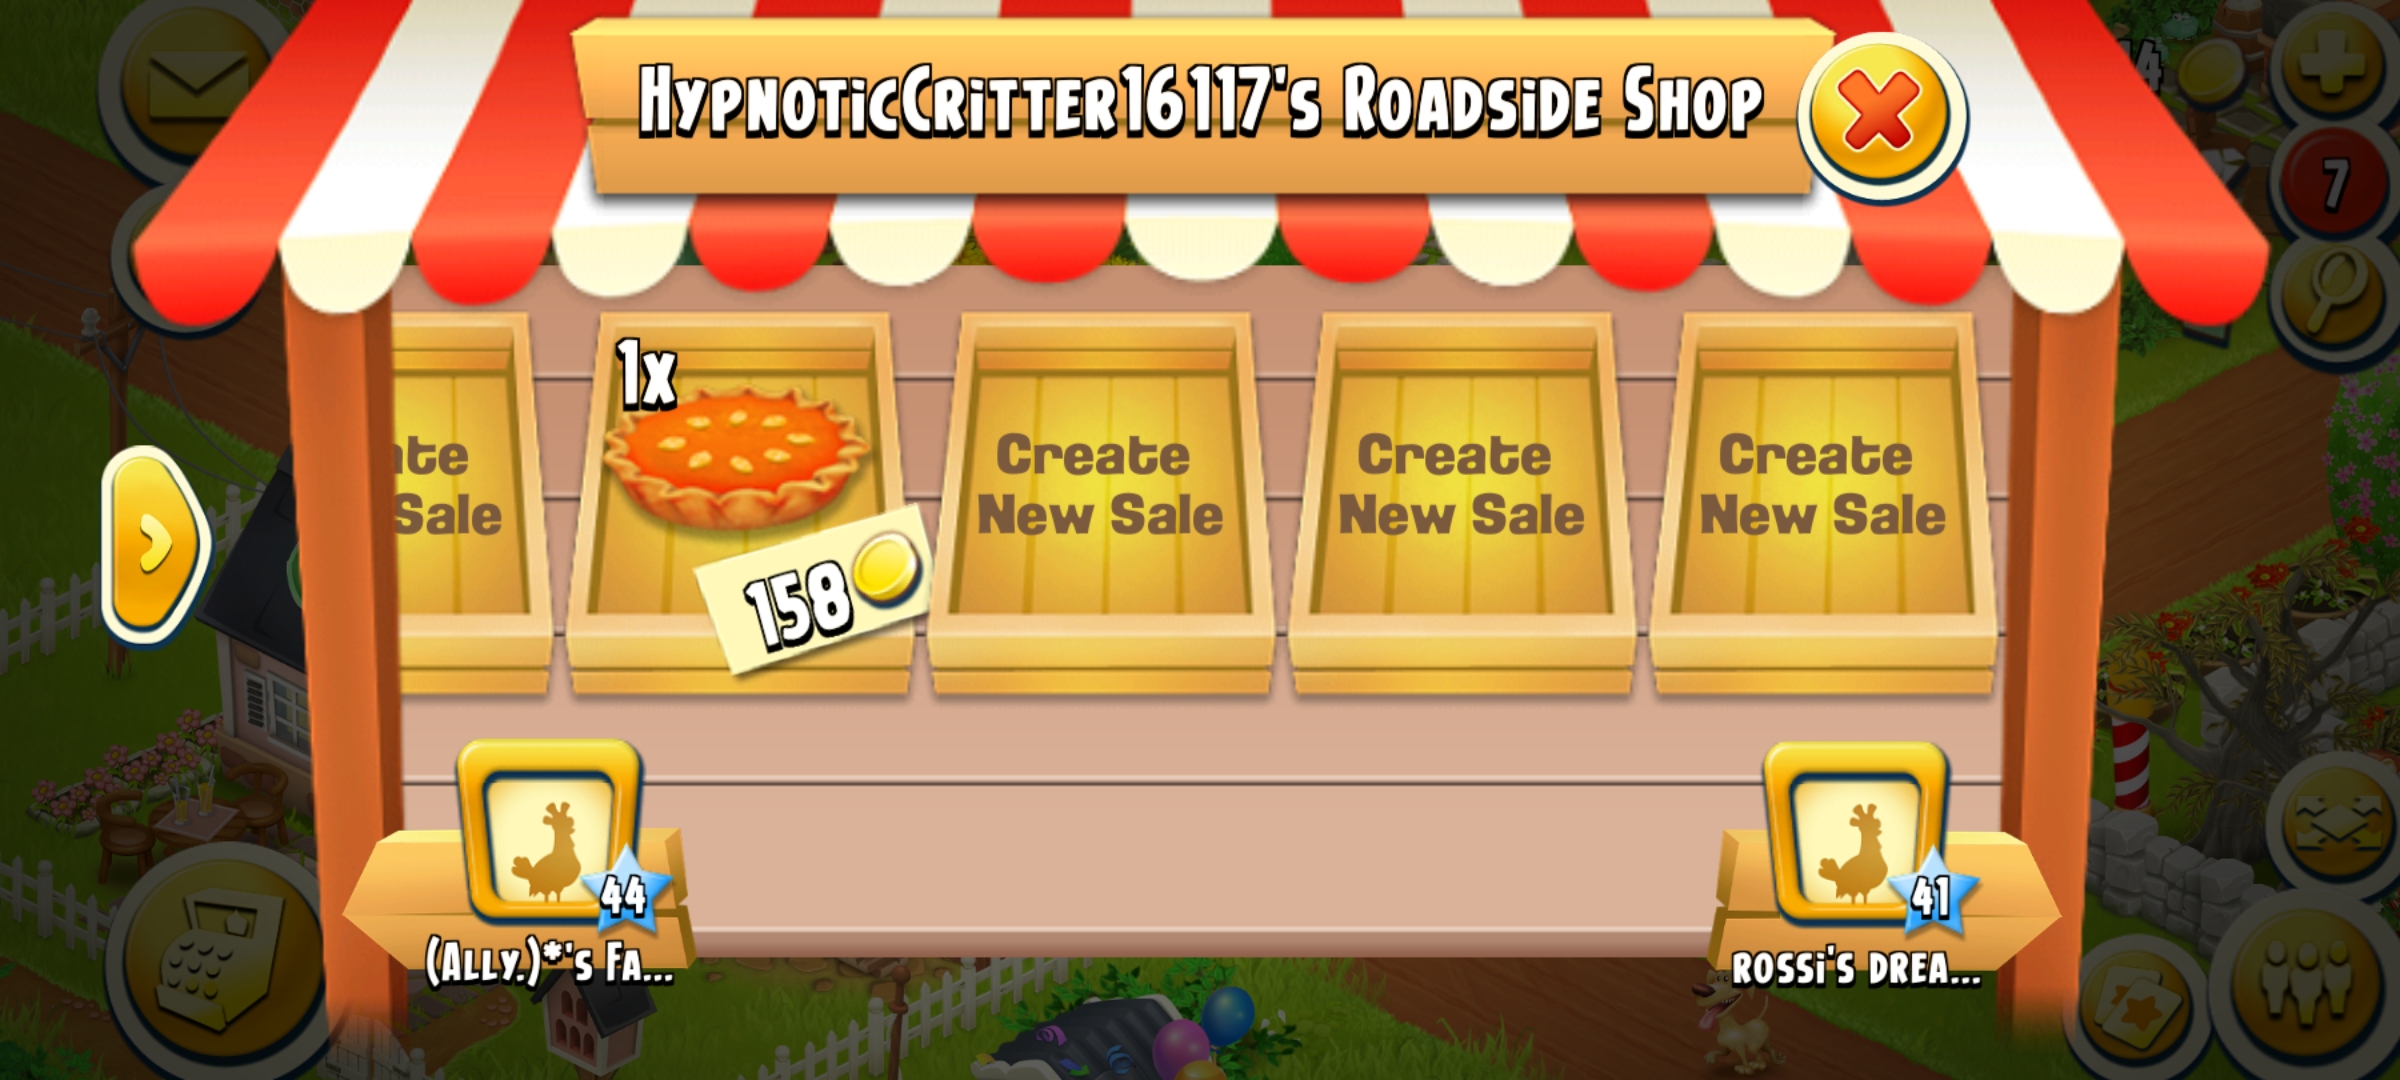 HypnoticCritter16117's Roadside Shop
4
7
1x
ate
Sale
Create
New Sale
Create
New Sale
Create
New Sale
158
44
(Ally.)*'s Fa...
41
ROSSi's DREA...